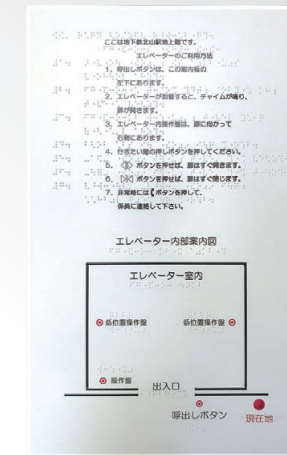 ここは地下鉄北山駅地上階です。
エレベーターのご利用方法
1. 呼出しボタンは、この案内板の
左下にあります。
2. エレベーターが到着すると、チャイムが鳴り、
扉が開きます。
3. エレベーター内操作盤は、扉に向かって
右側にあります。
4. 行きたい階の押しボタンを押してください。
5. ボタンを押せば、扉はすぐ開きます。
6. ボタンを押せば、扉はすぐ閉じます。
7. 非常時には ボタンを押して、
係員に連絡して下さい。
エレベーター内部案内図
エレベーター室内
低位置操作盤 低位置操作盤
操作盤
出入口
呼出しボタン 現在地